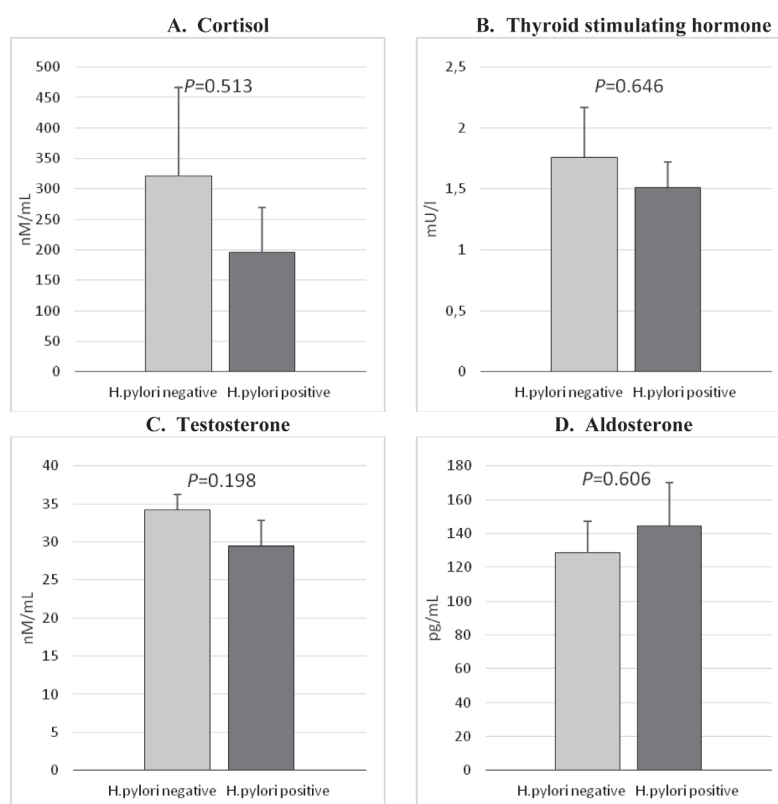 A. Cortisol
500
450
400
350
300
250
200
150
100
50
0
nM/mL
P=0.513
H.pylori negative H.pylori positive
B. Thyroid stimulating hormone
2,5
2
1,5
1
0,5
0
mU/l
P=0.646
H.pylori negative H.pylori positive
C. Testosterone
40
35
30
25
20
15
10
5
0
nM/mL
P=0.198
H.pylori negative H.pylori positive
D. Aldosterone
180
160
140
120
100
80
60
40
20
0
pg/mL
P=0.606
H.pylori negative H.pylori positive